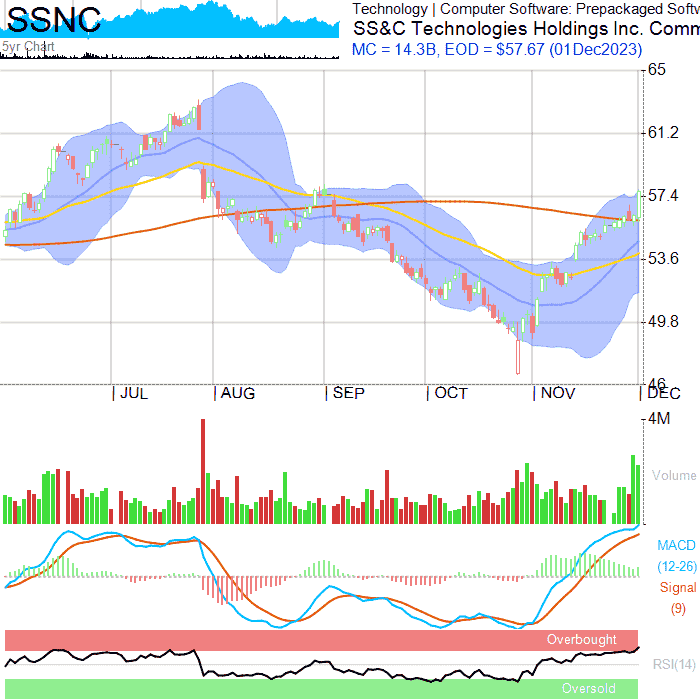 SSNC
5yr Chart
Technology | Computer Software: Prepackaged Softw
SS&C Technologies Holdings Inc. Comm
MC = 14.3B, EOD = $57.67 (01Dec2023)
65
61.2
57.4
53.6
49.8
46
JUL AUG SEP OCT NOV DEC
4M
Volume
MACD
(12-26)
Signal
(9)
Overbought
RSI(14)
Oversold